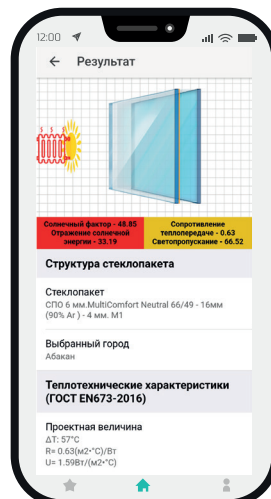 12:00
Результат
Солнечный фактор - 48.85
Отражение солнечной
энергии - 33.19
Сопротивление
теплопередаче - 0.63
Светопропускание - 66.52
Структура стеклопакета
Стеклопакет
СПО 6 мм.MultiComfort Neutral 66/49 - 16мм
(90% Ar ) - 4 мм. М1
Выбранный город
Абакан
Теплотехнические характеристики
(ГОСТ EN673-2016)
Проектная величина
ΔT: 57°C
R= 0.63(м2•°C)/Вт
U= 1.59Вт/(м2•°C)